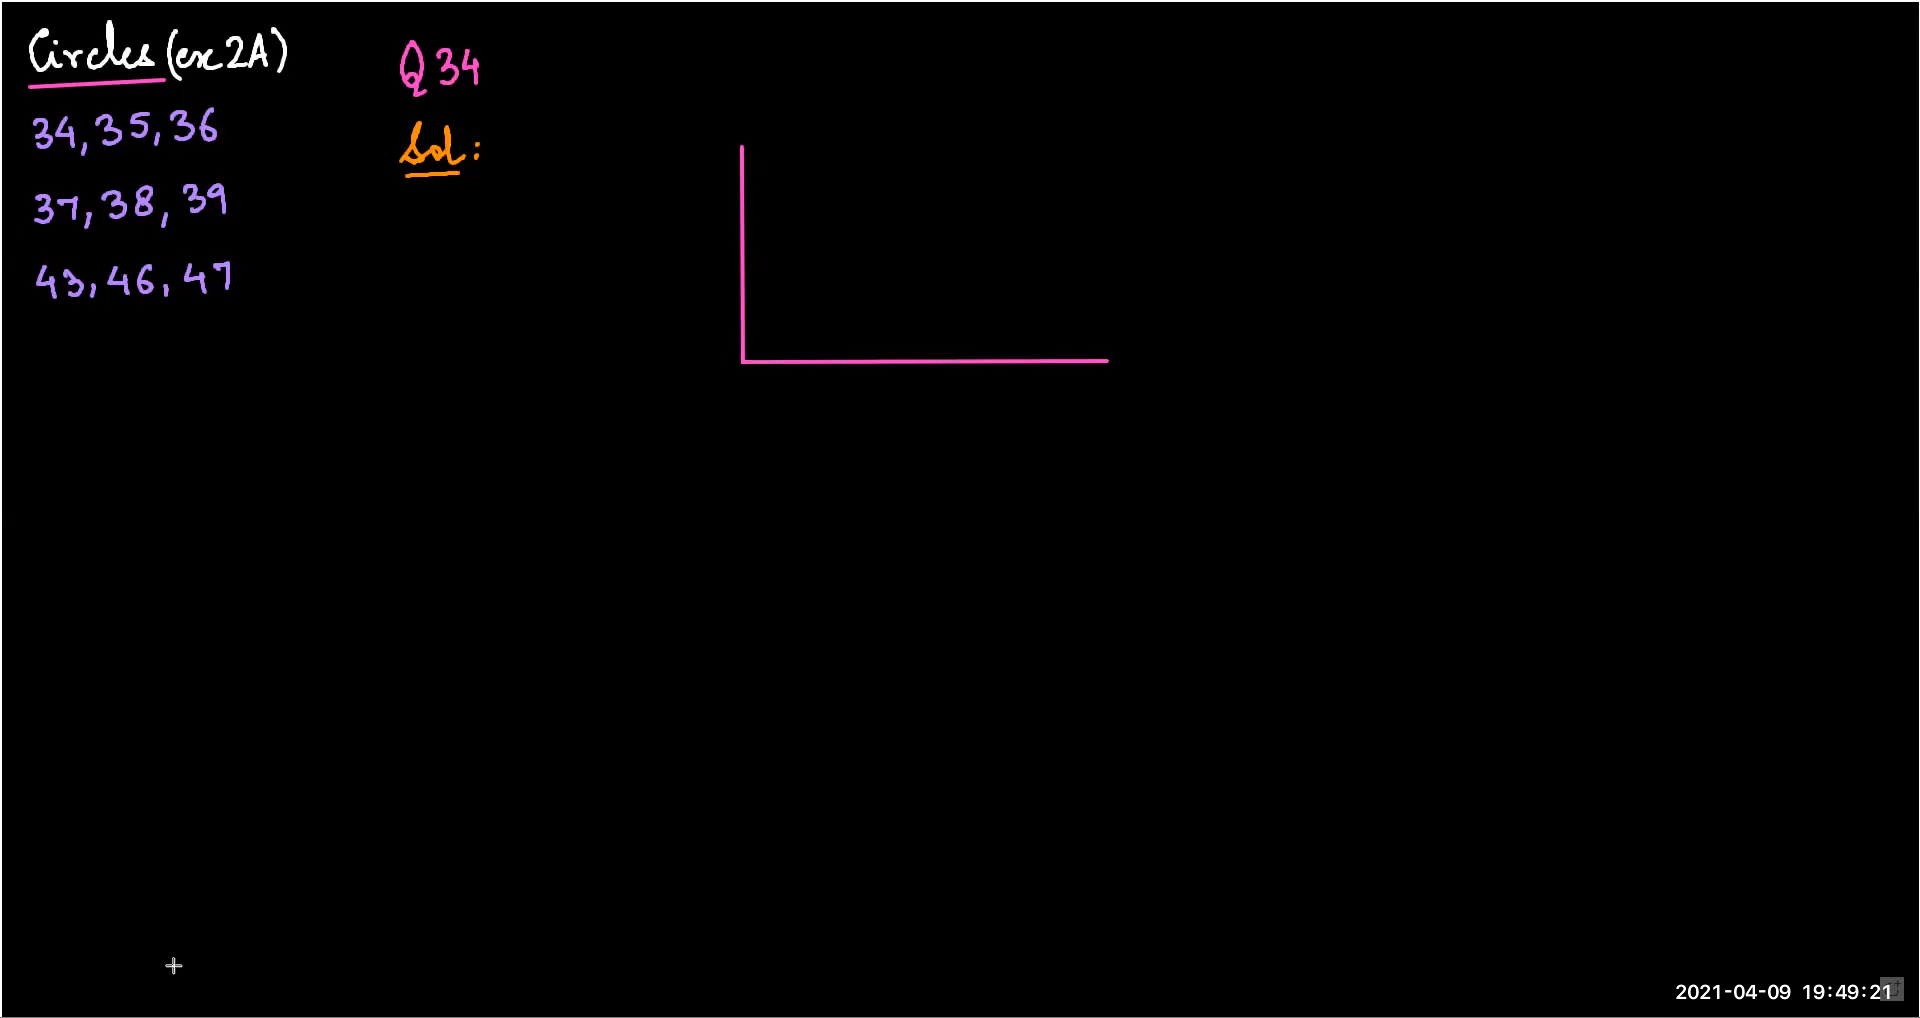 Circles (ex 2A)
34, 35, 36
37, 38, 39
43, 46, 47
Q 34
Sol:
2021-04-09 19:49:21